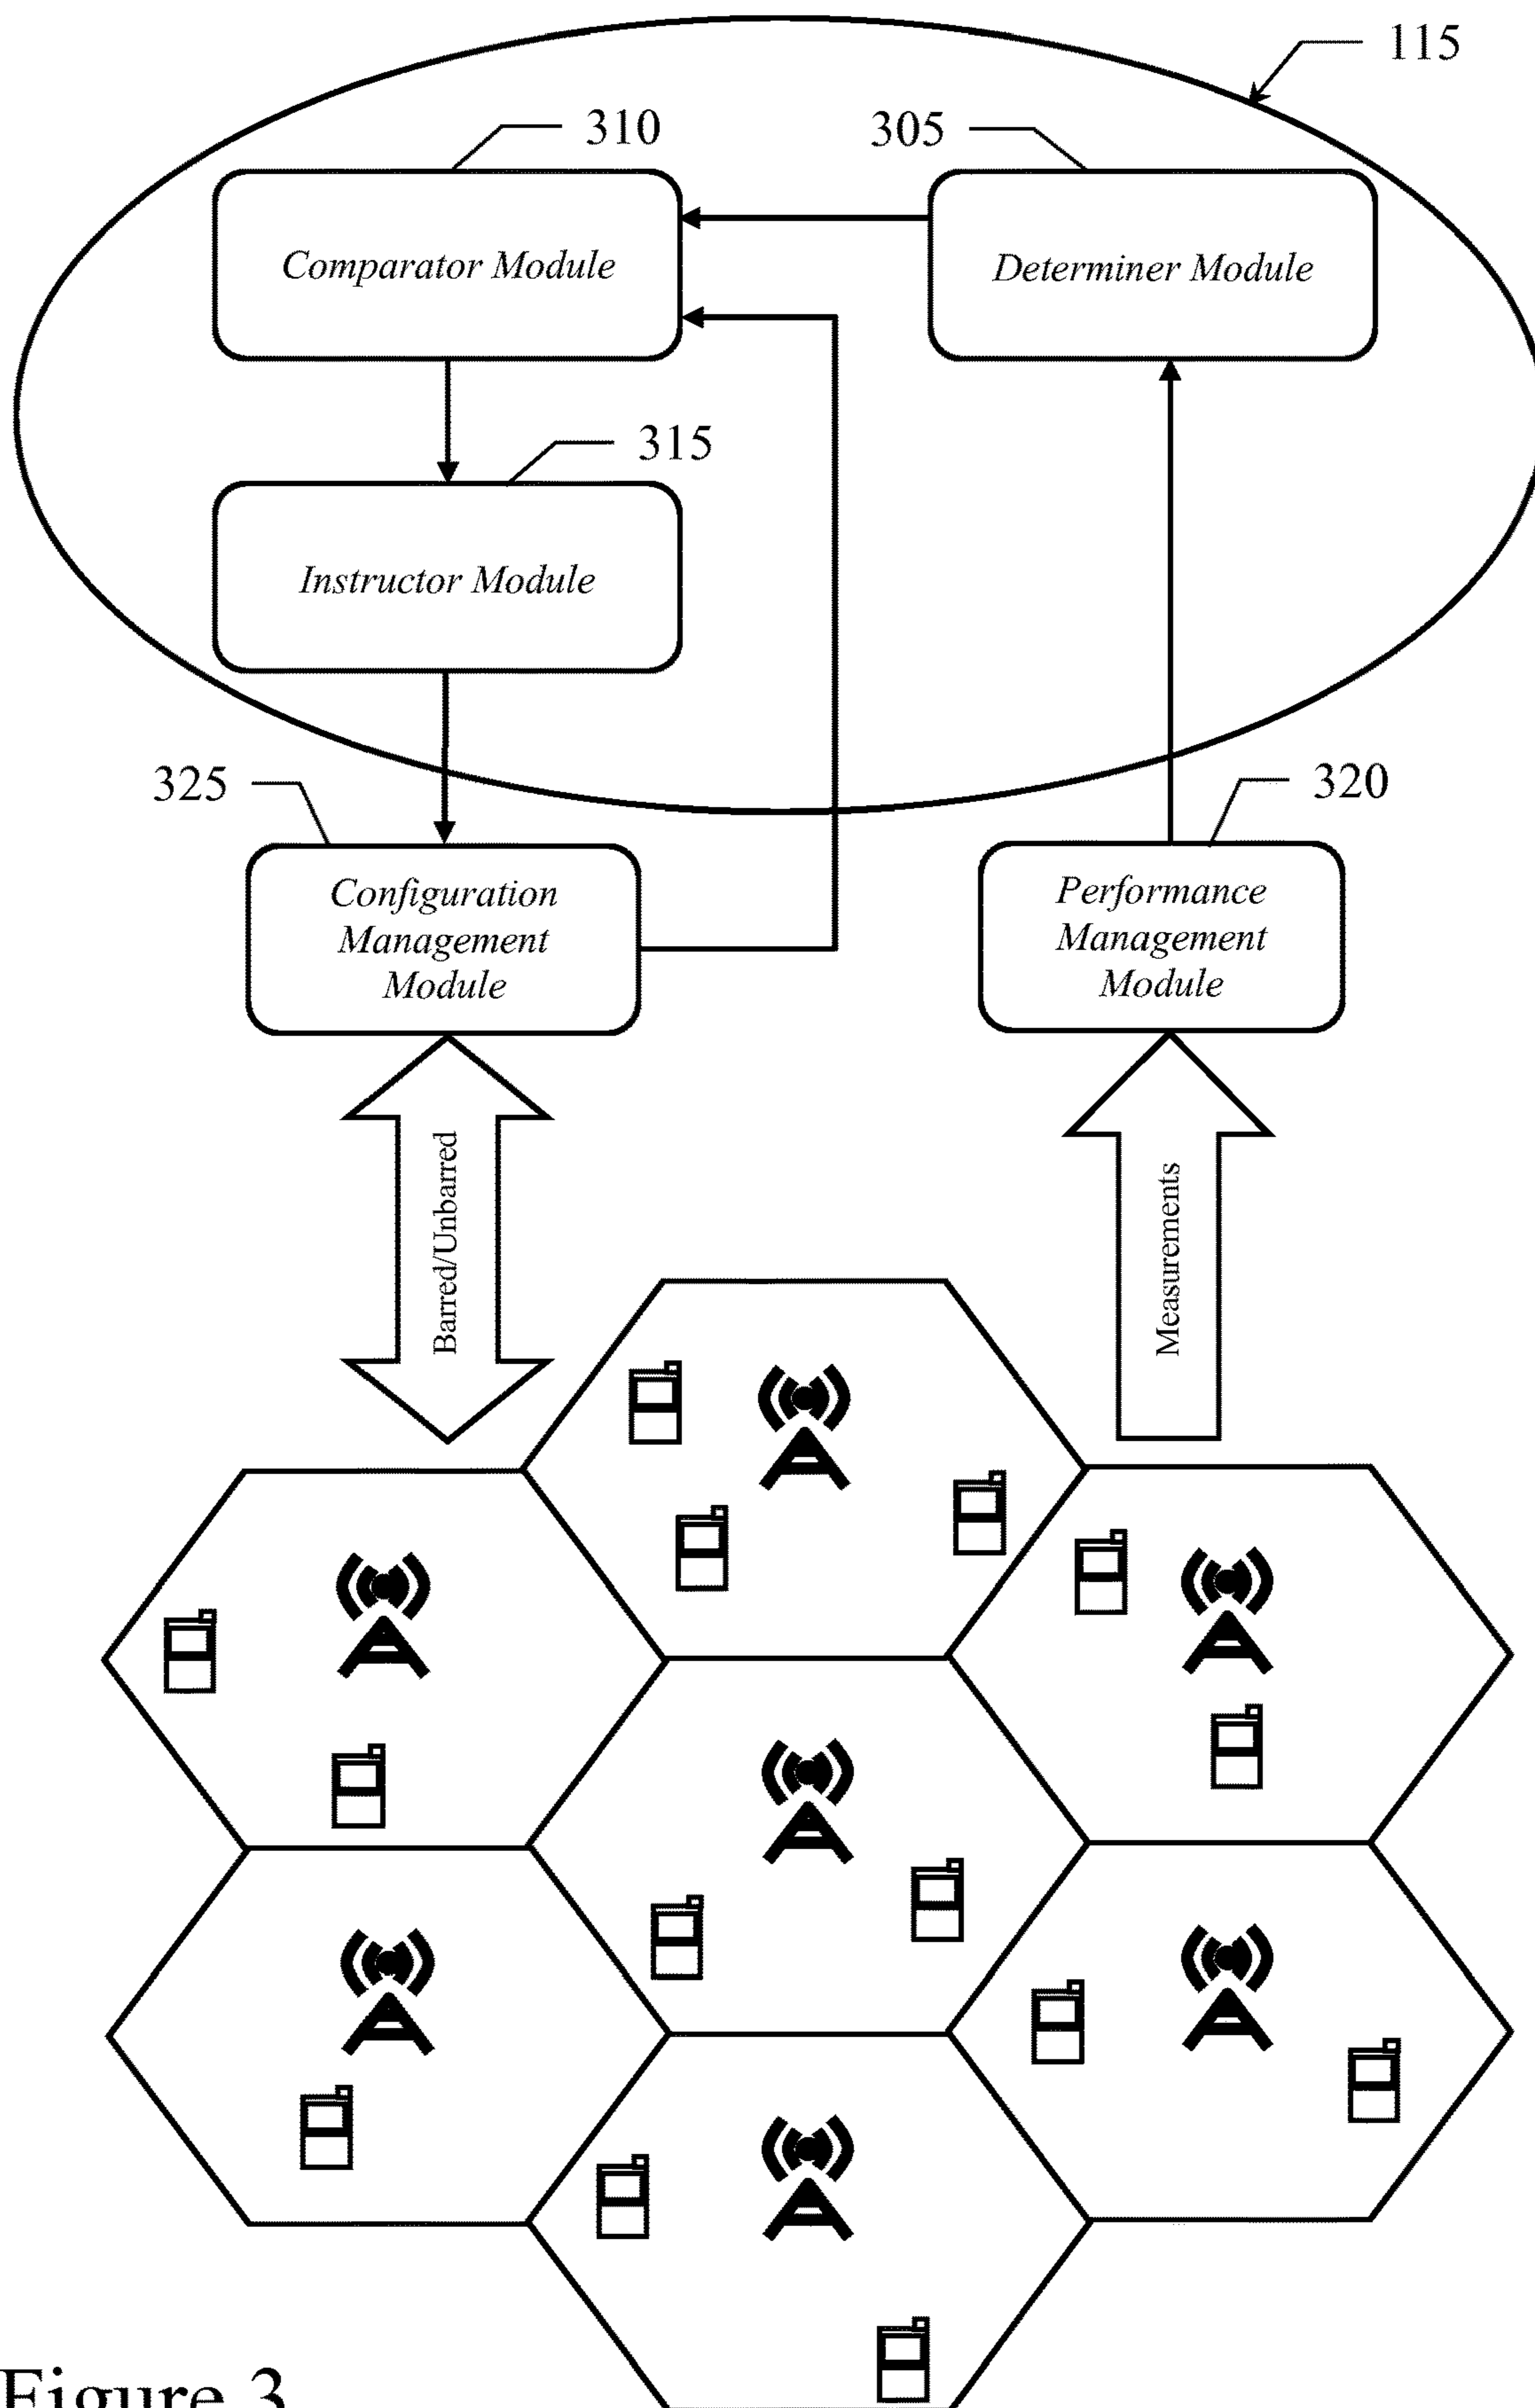 115
310
305
Comparator Module
Determiner Module
315
Instructor Module
325
320
Configuration
Management
Module
Performance
Management
Module
Barred/Unbarred
Measurements
Figure 3